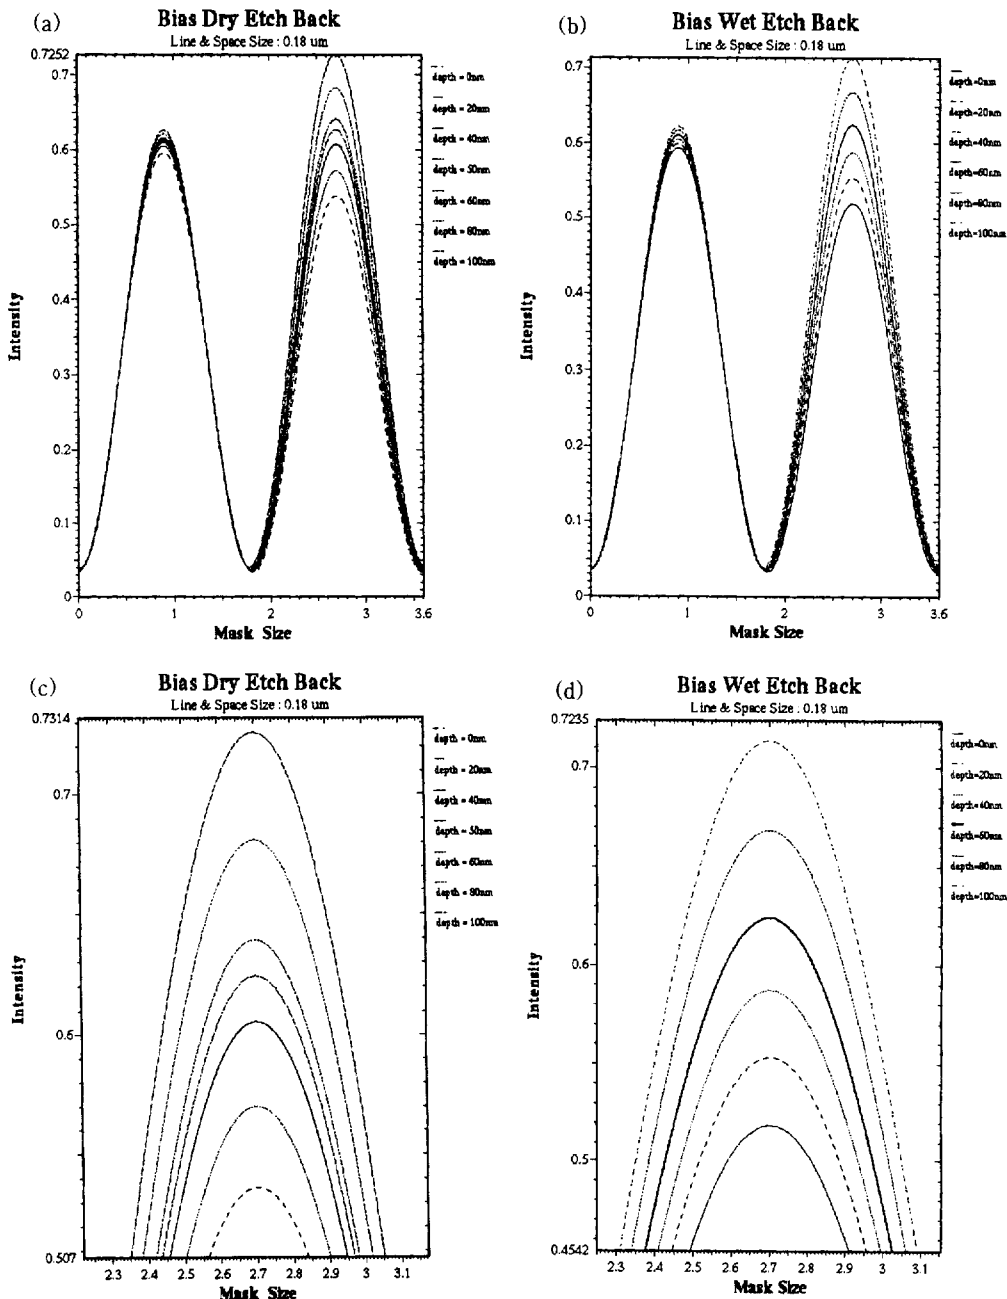 (a)
Bias Dry Etch Back
Line & Space Size : 0.18 um
0.7252
0.7
0.6
0.5
0.4
0.3
0.2
0.1
0
Intensity
0
1
2
3
3.6
Mask Size
depth = 0nm
depth = 20nm
depth = 40nm
depth = 50nm
depth = 60nm
depth = 80nm
depth = 100nm
(b)
Bias Wet Etch Back
Line & Space Size : 0.18 um
0.7
0.6
0.5
0.4
0.3
0.2
0.1
0
Intensity
0
1
2
3
3.6
Mask Size
depth=0nm
depth=20nm
depth=40nm
depth=60nm
depth=80nm
depth=100nm
(c)
Bias Dry Etch Back
Line & Space Size : 0.18 um
0.7314
0.7
0.6
0.507
Intensity
2.3
2.4
2.5
2.6
2.7
2.8
2.9
3
3.1
Mask Size
depth = 0nm
depth = 20nm
depth = 40nm
depth = 50nm
depth = 60nm
depth = 80nm
depth = 100nm
(d)
Bias Wet Etch Back
Line & Space Size : 0.18 um
0.7235
0.7
0.6
0.5
0.4542
Intensity
2.3
2.4
2.5
2.6
2.7
2.8
2.9
3
3.1
Mask Size
depth=0nm
depth=20nm
depth=40nm
depth=60nm
depth=80nm
depth=100nm